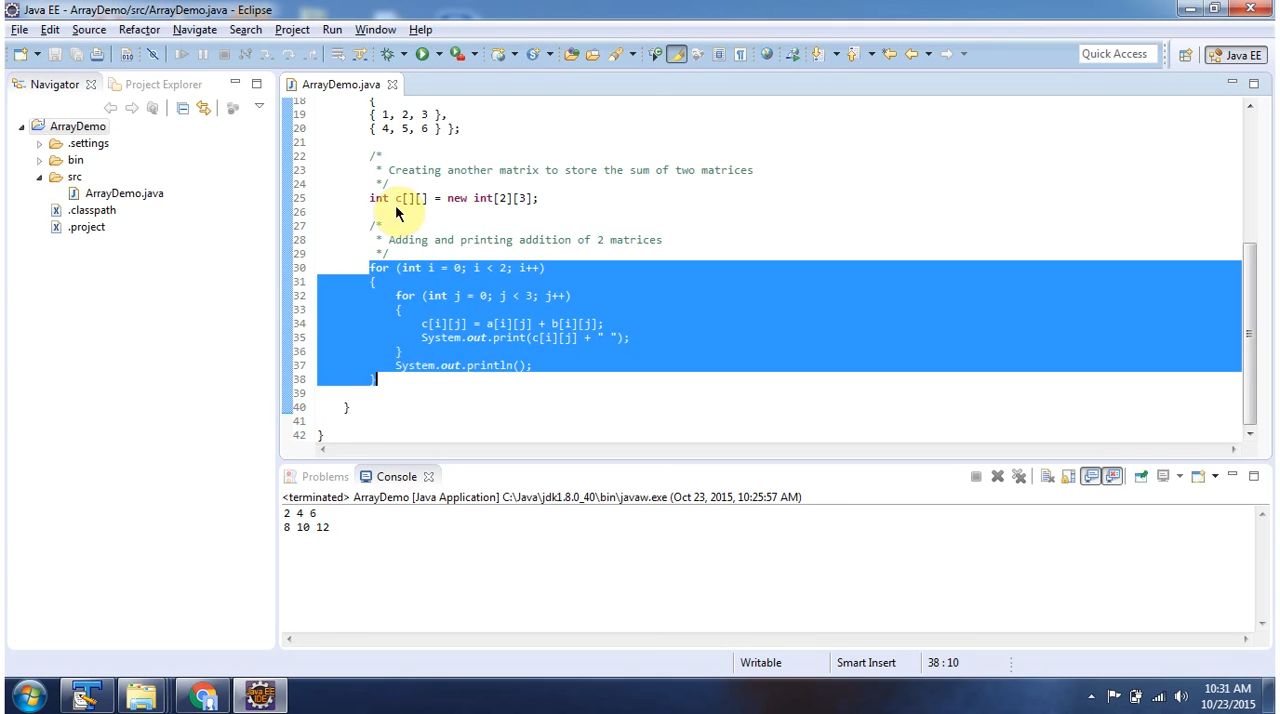 Java EE - ArrayDemo/src/ArrayDemo.java - Eclipse
File Edit Source Refactor Navigate Search Project Run Window Help
Quick Access
Java EE
Navigator
Project Explorer
ArrayDemo.java
ArrayDemo
.settings
bin
src
ArrayDemo.java
.classpath
.project
18 {
19 { 1, 2, 3 },
20 { 4, 5, 6 } };
21
22 /*
23 * Creating another matrix to store the sum of two matrices
24 */
25 int c[][] = new int[2][3];
26
27 /*
28 * Adding and printing addition of 2 matrices
29 */
30 for (int i = 0; i < 2; i++)
31 {
32 for (int j = 0; j < 3; j++)
33 {
34 c[i][j] = a[i][j] + b[i][j];
35 System.out.print(c[i][j] + " ");
36 }
37 System.out.println();
38 }
39
40 }
41
42 }
Problems
Console
<terminated> ArrayDemo [Java Application] C:\Java\jdk1.8.0_40\bin\javaw.exe (Oct 23, 2015, 10:25:57 AM)
2 4 6
8 10 12
Writable
Smart Insert
38 : 10
Java EE
IDE
10:31 AM
10/23/2015